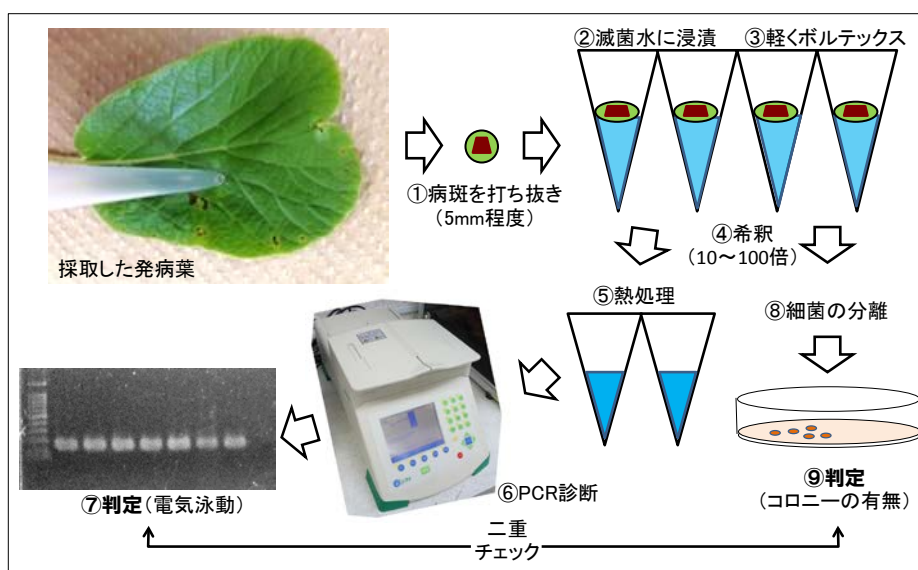 ②滅菌水に浸漬
③軽くボルテックス
①病斑を打ち抜き
(5mm程度)
採取した発病葉
④希釈
(10～100倍)
⑤熱処理
⑧細菌の分離
⑥PCR診断
⑦判定(電気泳動)
⑨判定
(コロニーの有無)
二重
チェック